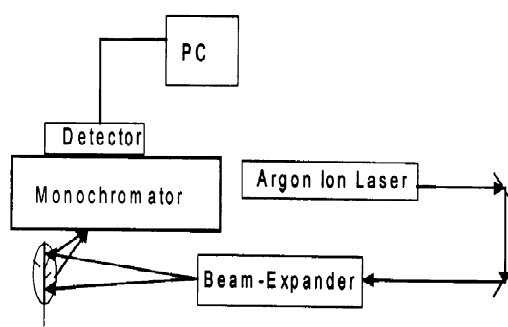 PC
Detector
Monochromator
Argon Ion Laser
Beam-Expander